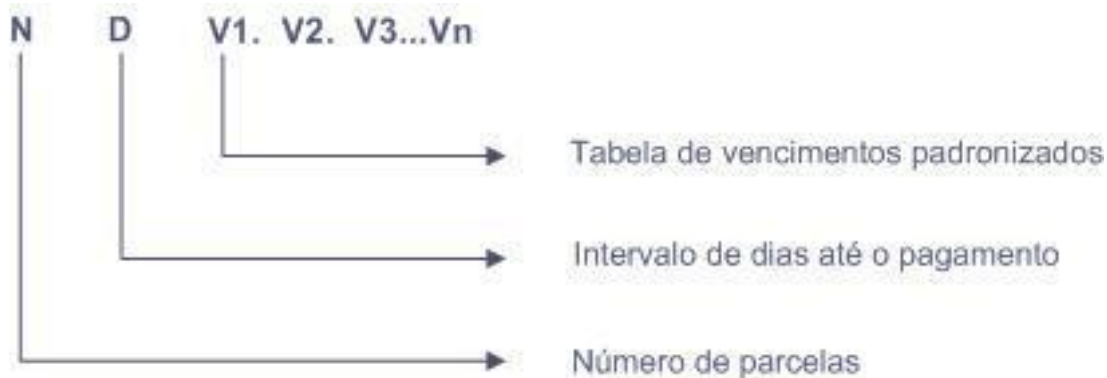 N D V1. V2. V3...Vn
Tabela de vencimentos padronizados
Intervalo de dias até o pagamento
Número de parcelas